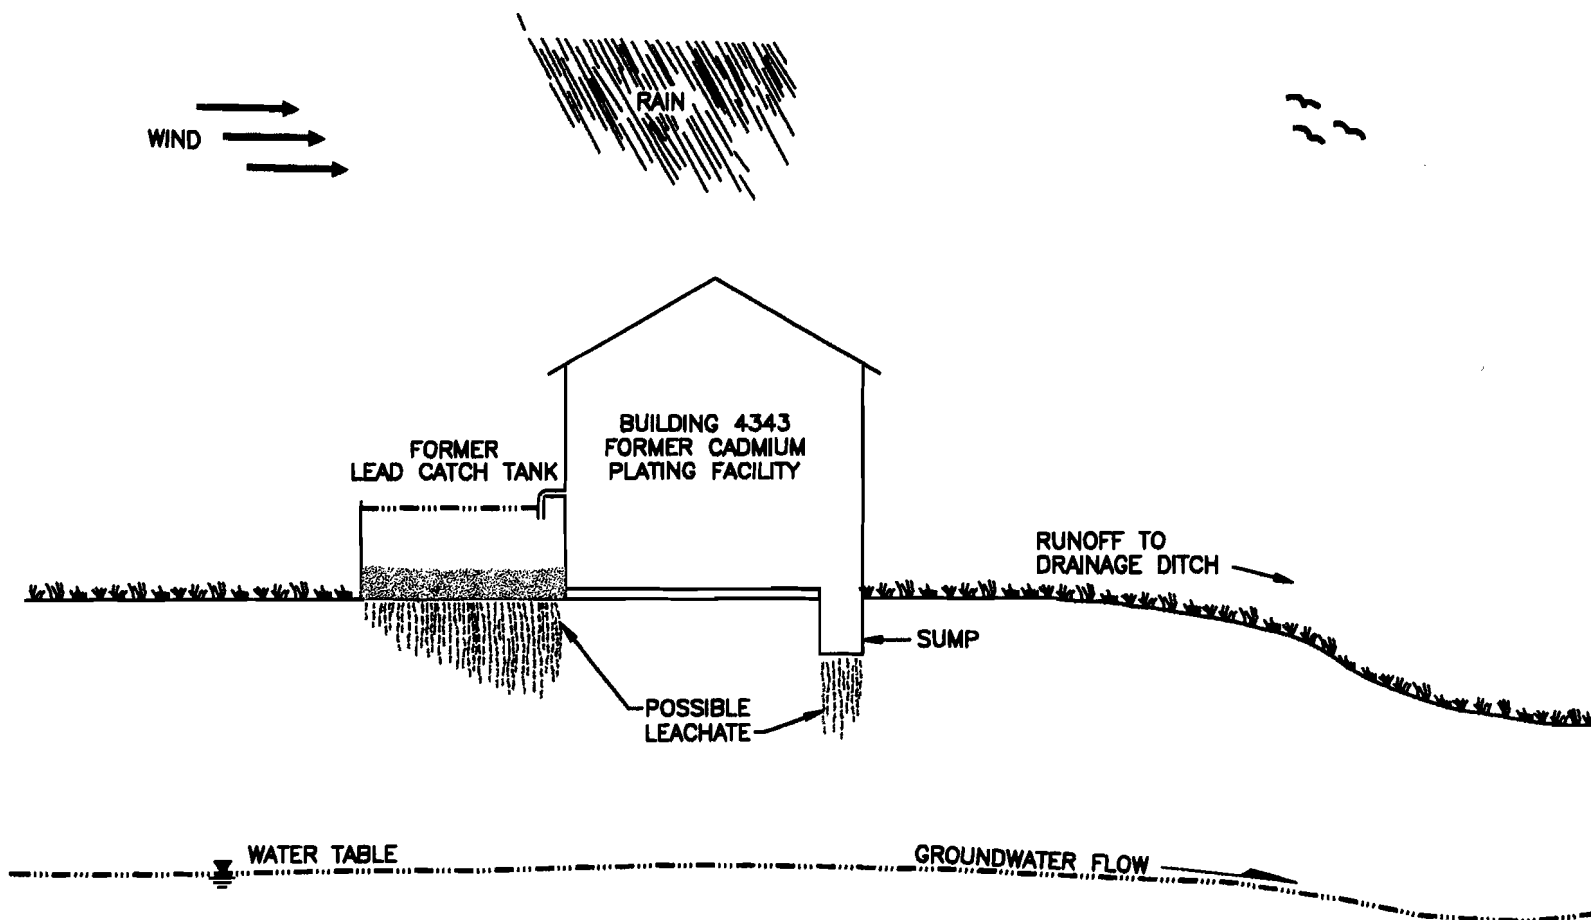 RAIN
WIND
BUILDING 4343
FORMER CADMIUM
PLATING FACILITY
FORMER
LEAD CATCH TANK
RUNOFF TO
DRAINAGE DITCH
SUMP
POSSIBLE
LEACHATE
WATER TABLE
GROUNDWATER FLOW